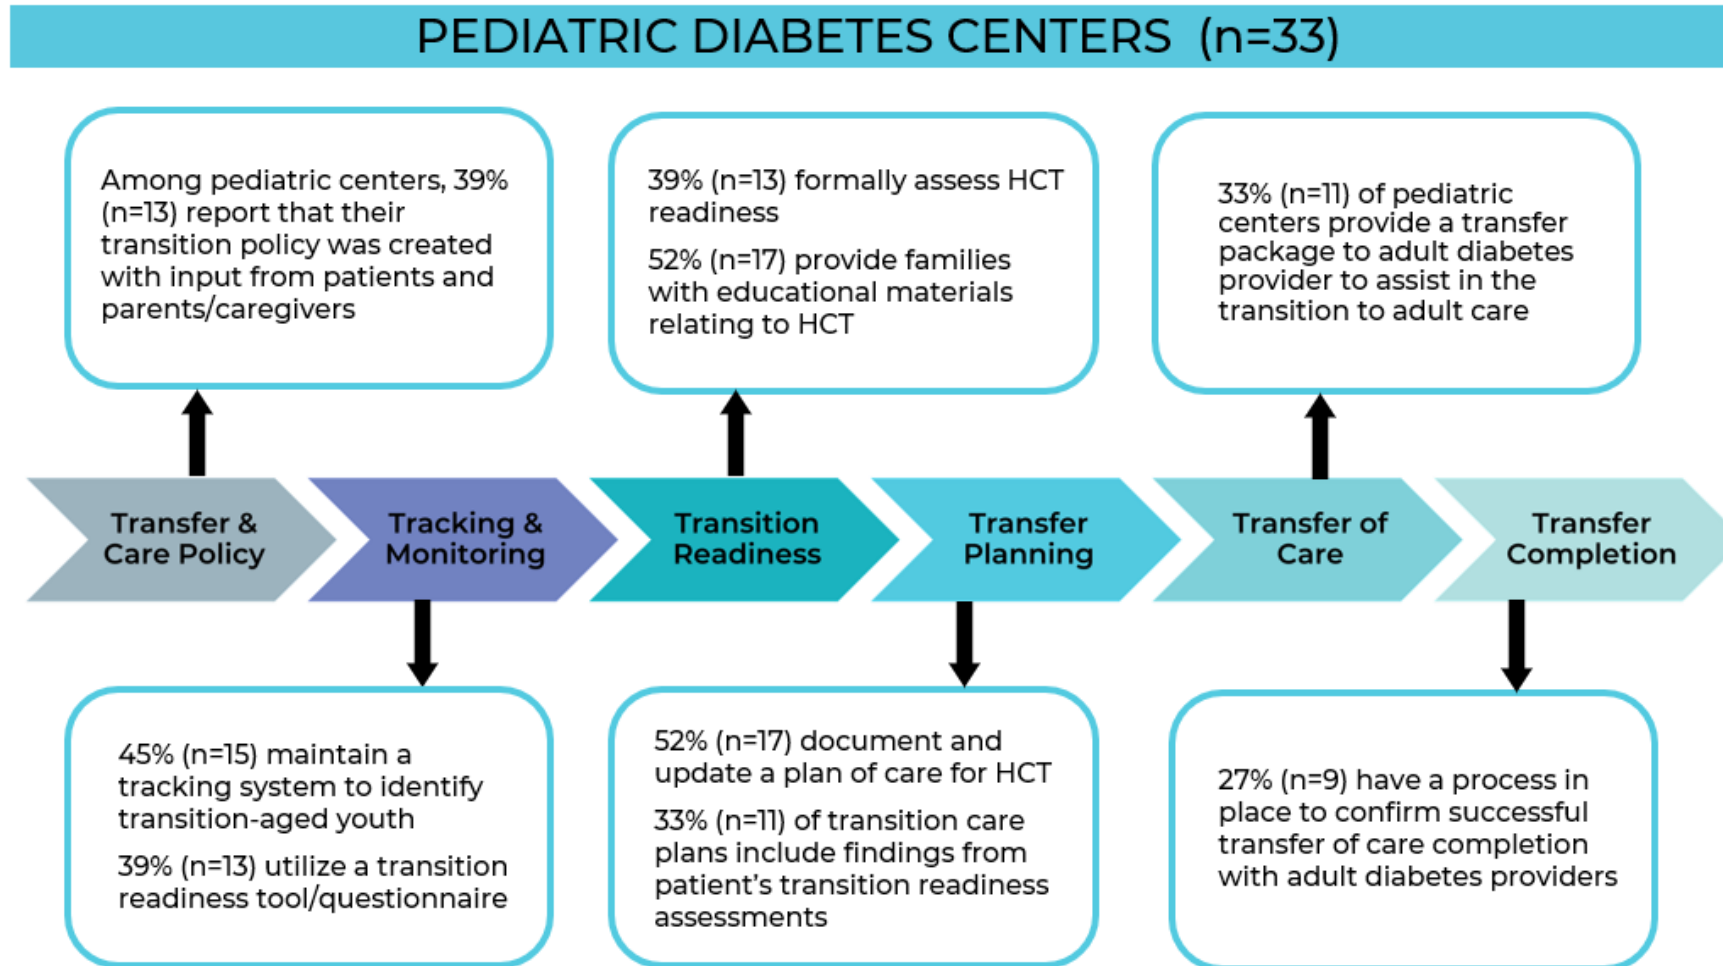 PEDIATRIC DIABETES CENTERS (n=33)
Among pediatric centers, 39%
(n=13) report that their
transition policy was created
with input from patients and
parents/caregivers
39% (n=13) formally assess HCT
readiness
52% (n=17) provide families
with educational materials
relating to HCT
33% (n=11) of pediatric
centers provide a transfer
package to adult diabetes
provider to assist in the
transition to adult care
Transfer &
Care Policy
Tracking &
Monitoring
Transition
Readiness
Transfer
Planning
Transfer of
Care
Transfer
Completion
45% (n=15) maintain a
tracking system to identify
transition-aged youth
39% (n=13) utilize a transition
readiness tool/questionnaire
52% (n=17) document and
update a plan of care for HCT
33% (n=11) of transition care
plans include findings from
patient's transition readiness
assessments
27% (n=9) have a process in
place to confirm successful
transfer of care completion
with adult diabetes providers